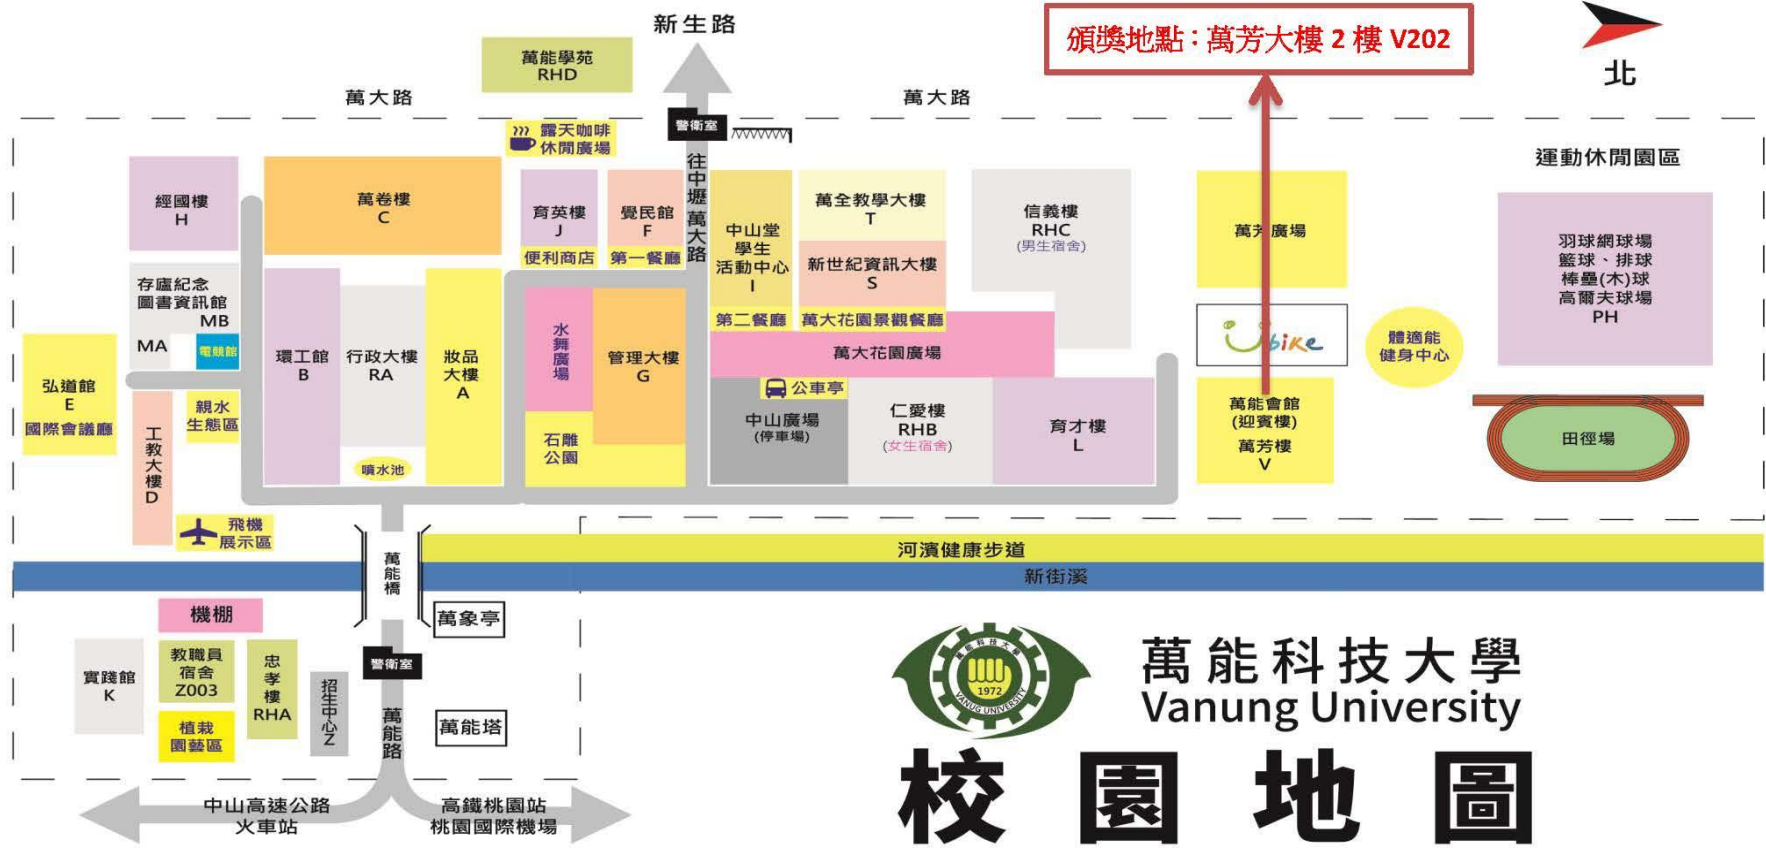 新生路
頒獎地點：萬芳大樓 2 樓 V202
北
萬能學苑
RHD
萬大路
萬大路
警衛室
露天咖啡
休閒廣場
往中壢 萬大路
運動休閒園區
經國樓
H
萬卷樓
C
育英樓
J
便利商店
覺民館
F
第一餐廳
中山堂
學生
活動中心
I
第二餐廳
萬全教學大樓
T
新世紀資訊大樓
S
萬大花園景觀餐廳
信義樓
RHC
(男生宿舍)
萬芳廣場
羽球網球場
籃球、排球
棒壘(木)球
高爾夫球場
PH
存廬紀念
圖書資訊館
MB
MA
電競館
環工館
B
行政大樓
RA
妝品
大樓
A
水舞廣場
管理大樓
G
萬大花園廣場
Ubike
體適能
健身中心
弘道館
E
國際會議廳
親水
生態區
工教大樓D
噴水池
石雕
公園
公車亭
中山廣場
(停車場)
仁愛樓
RHB
(女生宿舍)
育才樓
L
萬能會館
(迎賓樓)
萬芳樓
V
田徑場
飛機
展示區
萬能橋
河濱健康步道
新街溪
機棚
萬象亭
實踐館
K
教職員
宿舍
Z003
忠孝樓
RHA
招生中心Z
警衛室
植栽
園藝區
萬能路
萬能塔
中山高速公路
火車站
高鐵桃園站
桃園國際機場
萬能科技大學
1972
VANUNG UNIVERSITY
萬能科技大學
Vanung University
校園地圖